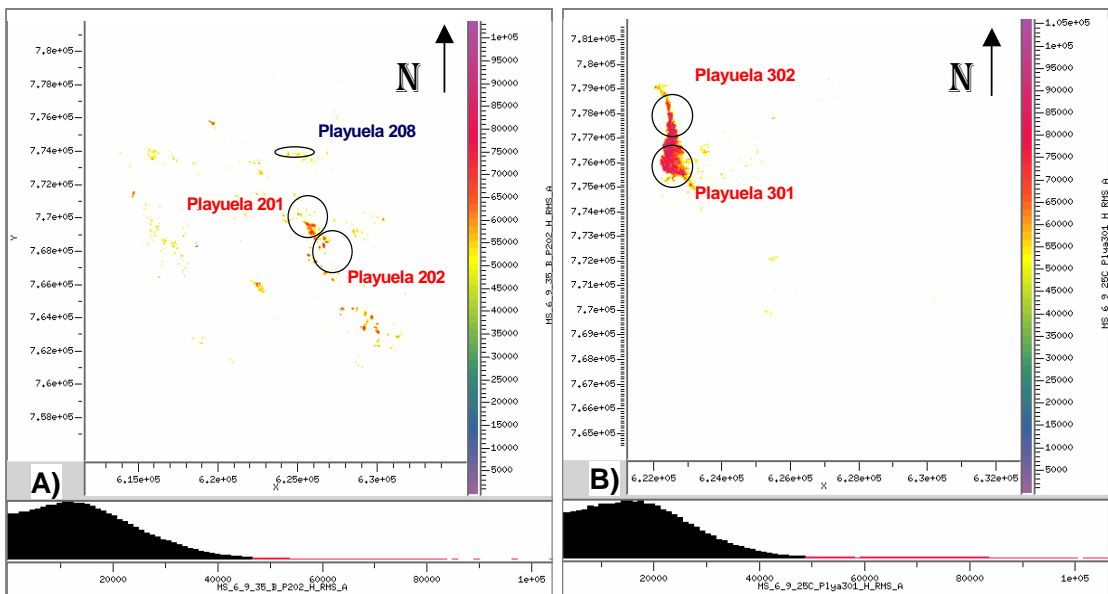 7.8e+05
7.78e+05
7.76e+05
7.74e+05
7.72e+05
7.7e+05
7.68e+05
7.66e+05
7.64e+05
7.62e+05
7.6e+05
7.58e+05
Y
N
Playuela 208
Playuela 201
Playuela 202
A)
6.15e+05
6.2e+05
6.25e+05
6.3e+05
X
1e+05
95000
90000
85000
80000
75000
70000
65000
60000
55000
50000
45000
40000
35000
30000
25000
20000
15000
10000
5000
MS_6_9_35_B_P202_H_RMS_A
20000
40000
60000
80000
1e+04
MS_6_9_35_B_P202_H_RMS_A
7.81e+05
7.8e+05
7.79e+05
7.78e+05
7.77e+05
7.76e+05
7.75e+05
7.74e+05
7.73e+05
7.72e+05
7.71e+05
7.7e+05
7.69e+05
7.68e+05
7.67e+05
7.66e+05
7.65e+05
N
Playuela 302
Playuela 301
B)
6.22e+05
6.24e+05
6.26e+05
6.28e+05
6.3e+05
6.32e+05
X
1.05e+05
1e+05
95000
90000
85000
80000
75000
70000
65000
60000
55000
50000
45000
40000
35000
30000
25000
20000
15000
10000
5000
MS_6_9_25C_Plya301_H_RMS_A
20000
40000
60000
80000
1e+05
MS_6_9_25C_Plya301_H_RMS_A